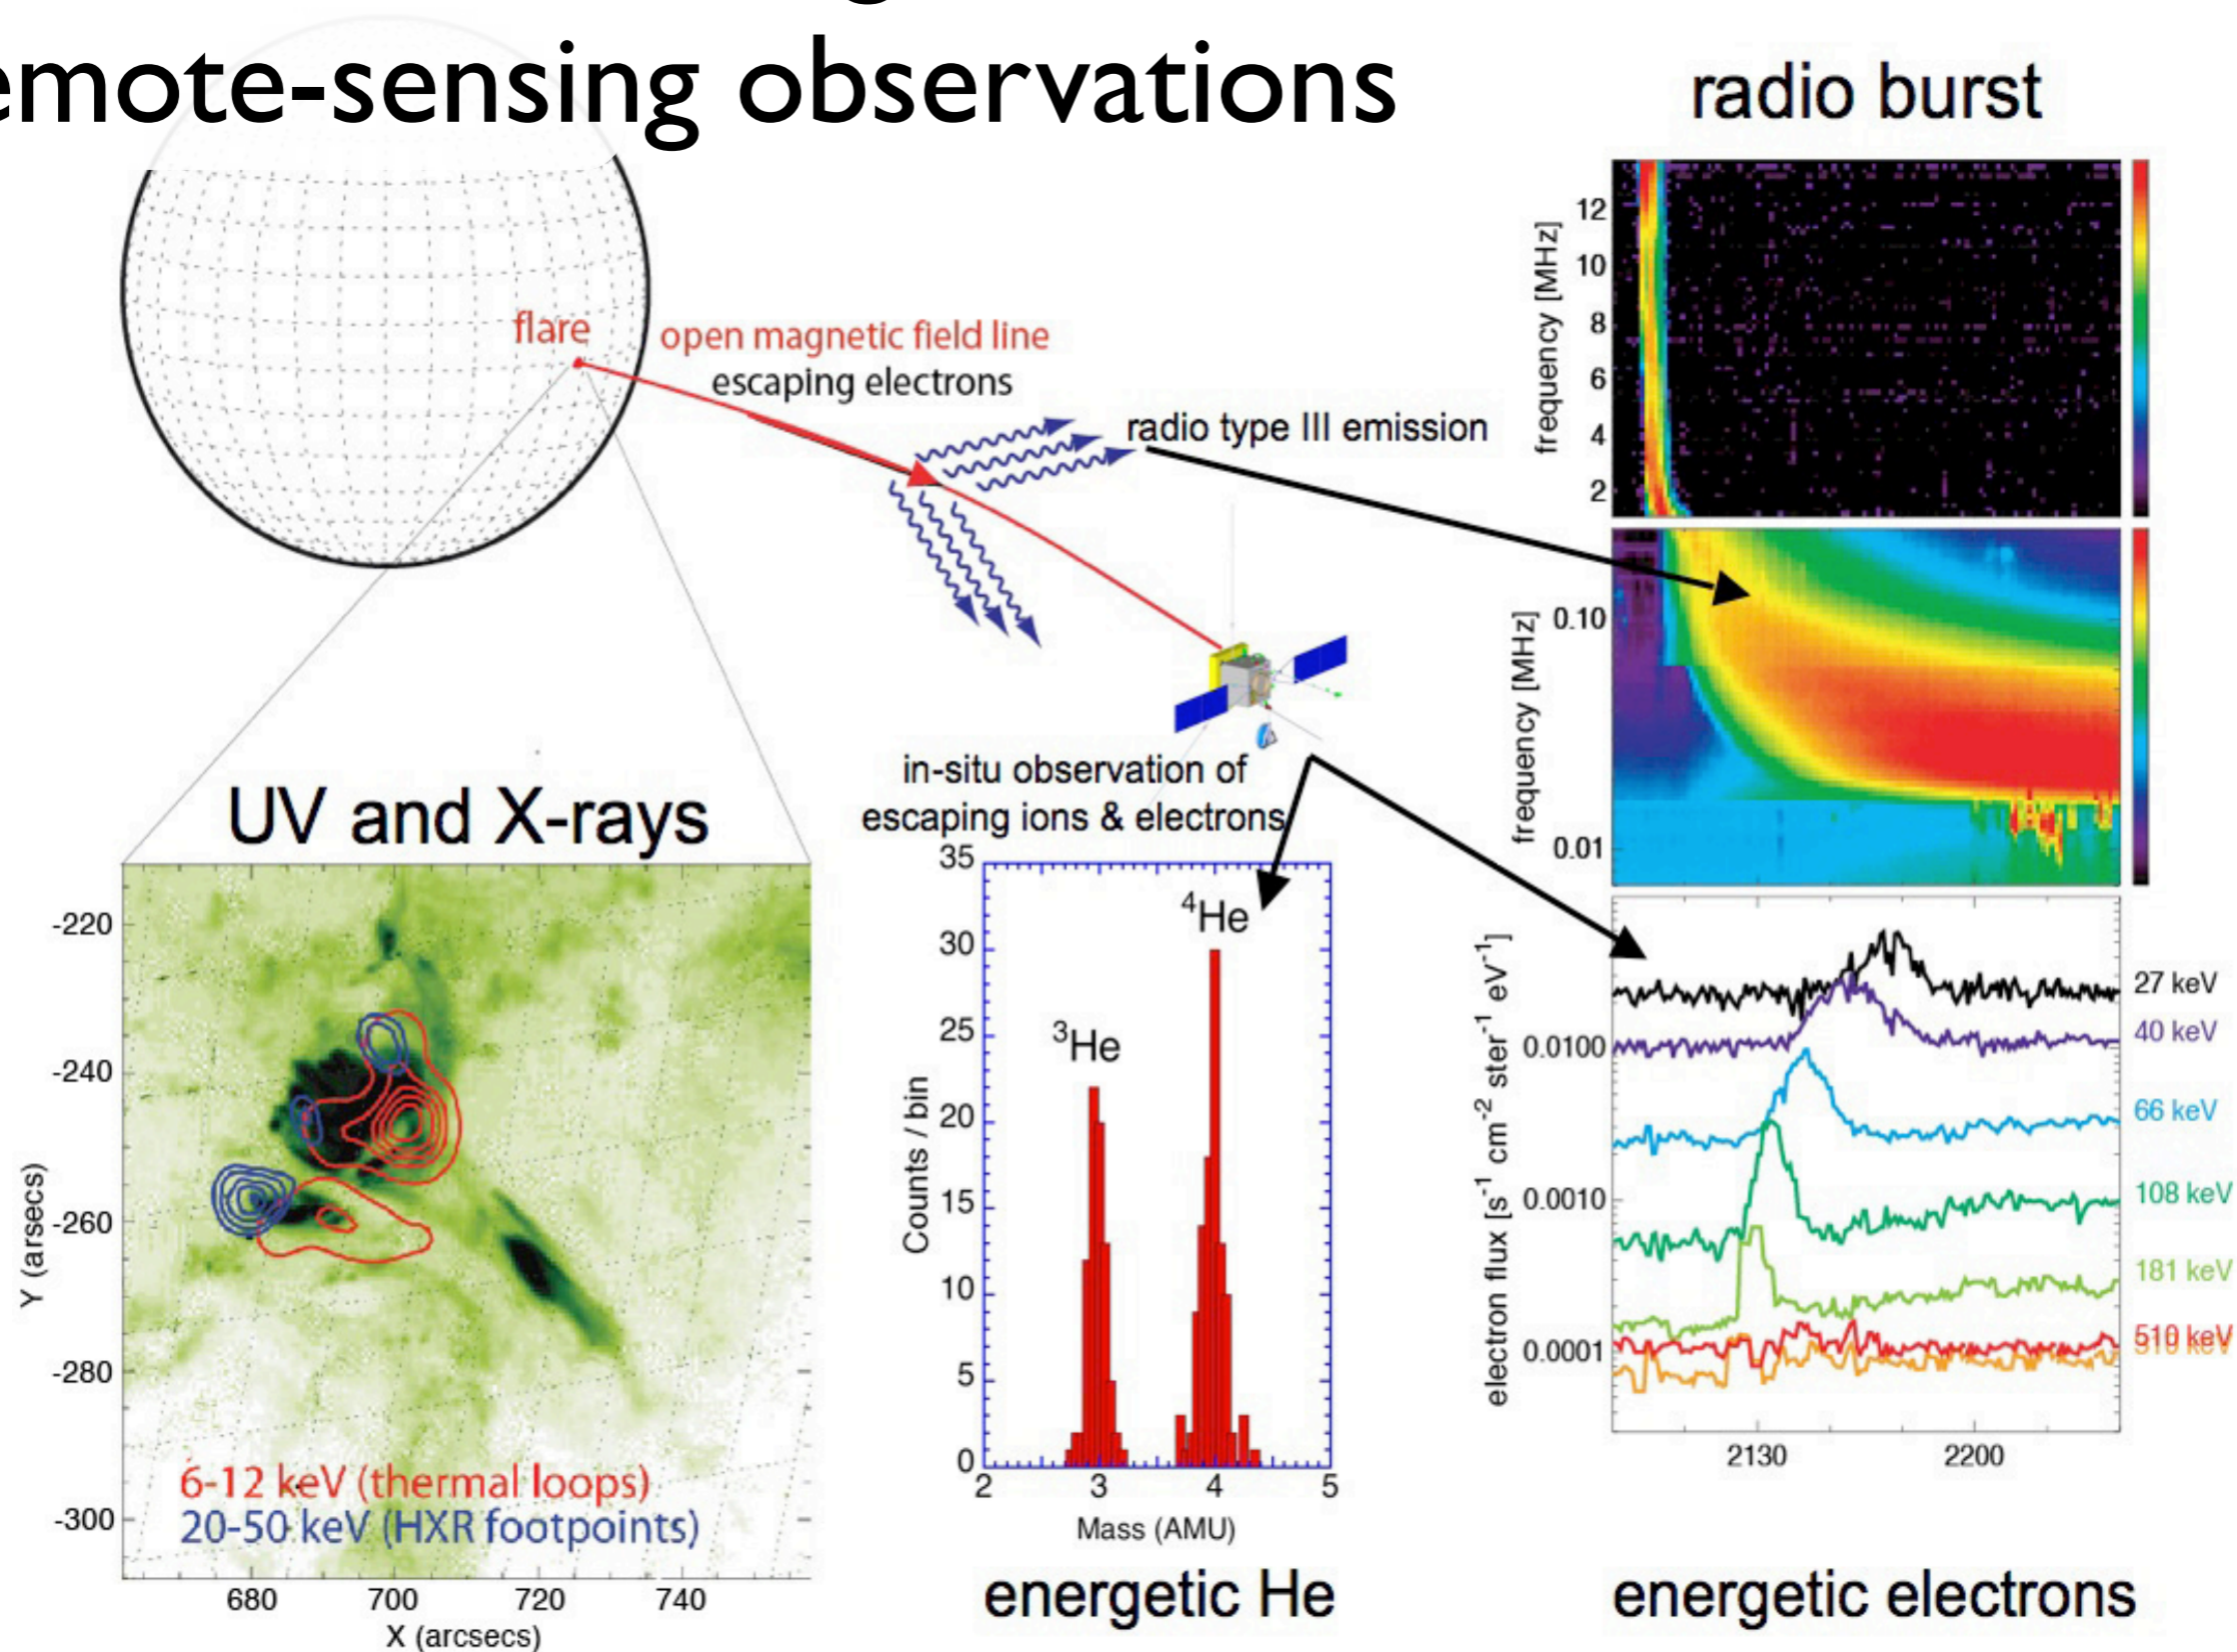 emote-sensing observations
radio burst
flare
open magnetic field line
escaping electrons
radio type III emission
in-situ observation of
escaping ions & electrons
UV and X-rays
-220
-240
-260
-280
-300
Y (arsecs)
6-12 keV (thermal loops)
20-50 keV (HXR footpoints)
680 700 720 740
X (arcsecs)
35
30
25
20
15
10
5
0
Counts / bin
³He
⁴He
2 3 4 5
Mass (AMU)
energetic He
12
10
8
6
4
2
frequency [MHz]
0.10
0.01
frequency [MHz]
0.0100
0.0010
0.0001
electron flux [s⁻¹ cm⁻² ster⁻¹ eV⁻¹]
27 keV
40 keV
66 keV
108 keV
181 keV
510 keV
2130 2200
energetic electrons